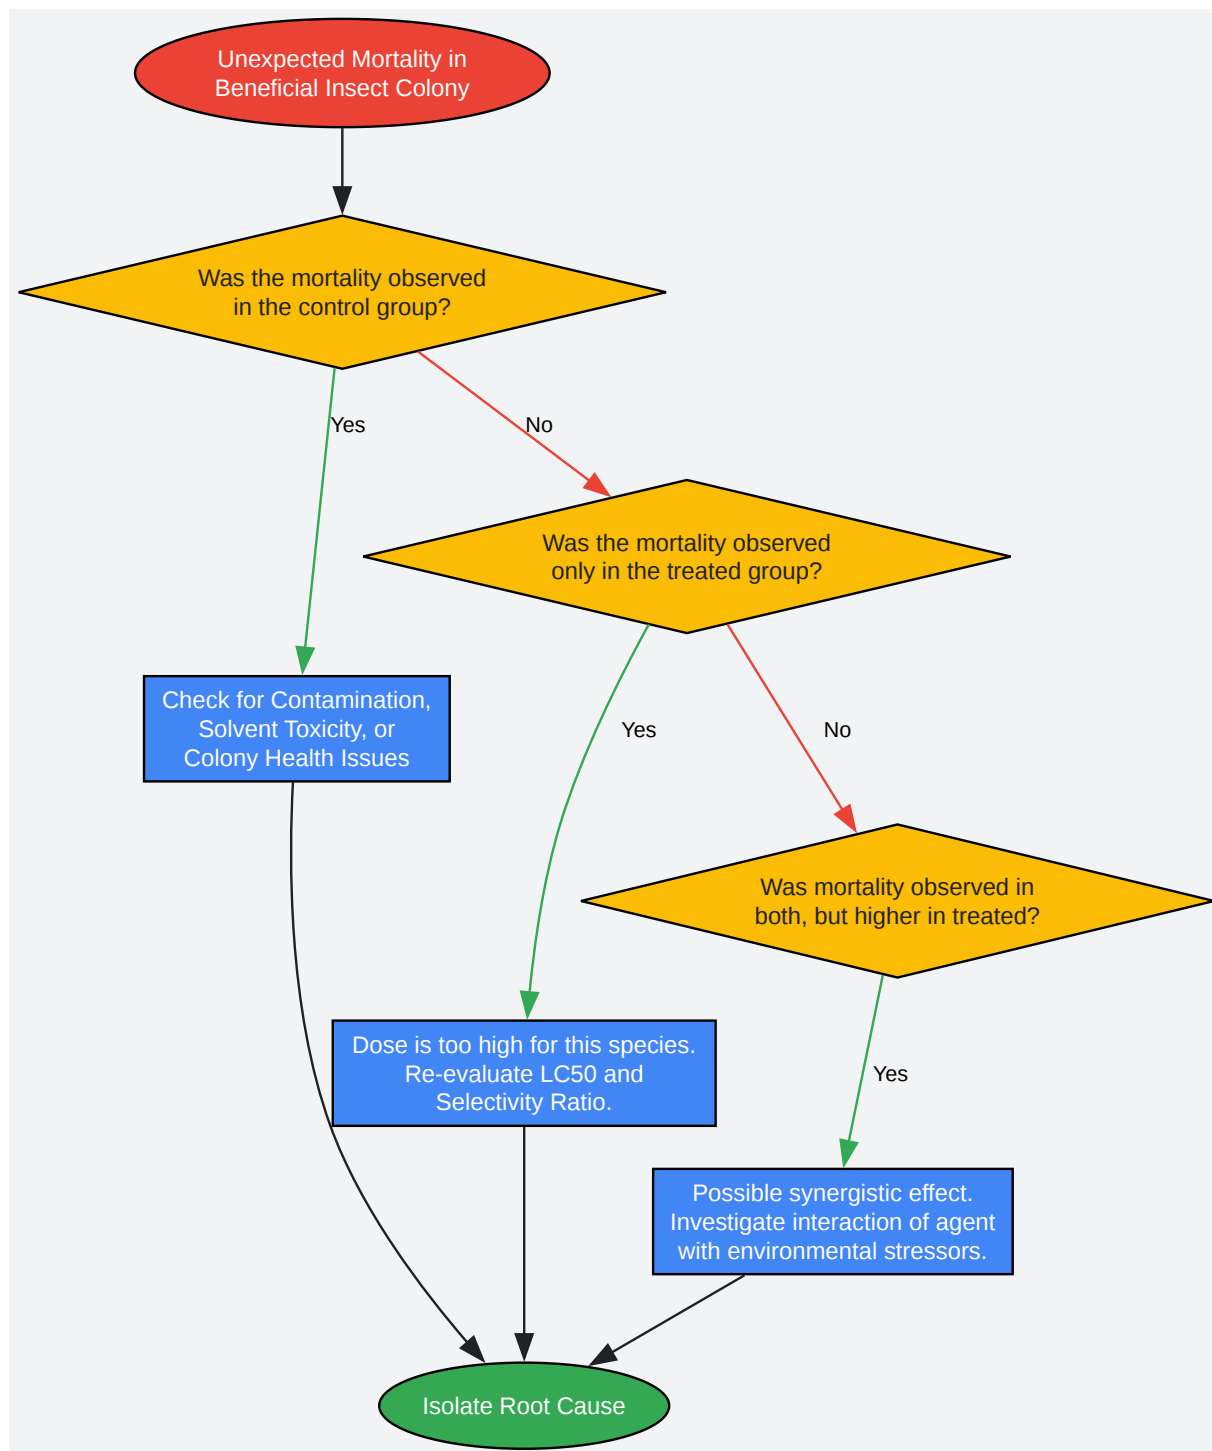 Unexpected Mortality in
Beneficial Insect Colony
Was the mortality observed
in the control group?
Yes
No
Was the mortality observed
only in the treated group?
Check for Contamination,
Solvent Toxicity, or
Colony Health Issues
Yes
No
Was mortality observed in
both, but higher in treated?
Dose is too high for this species.
Re-evaluate LC50 and
Selectivity Ratio.
Yes
Possible synergistic effect.
Investigate interaction of agent
with environmental stressors.
Isolate Root Cause